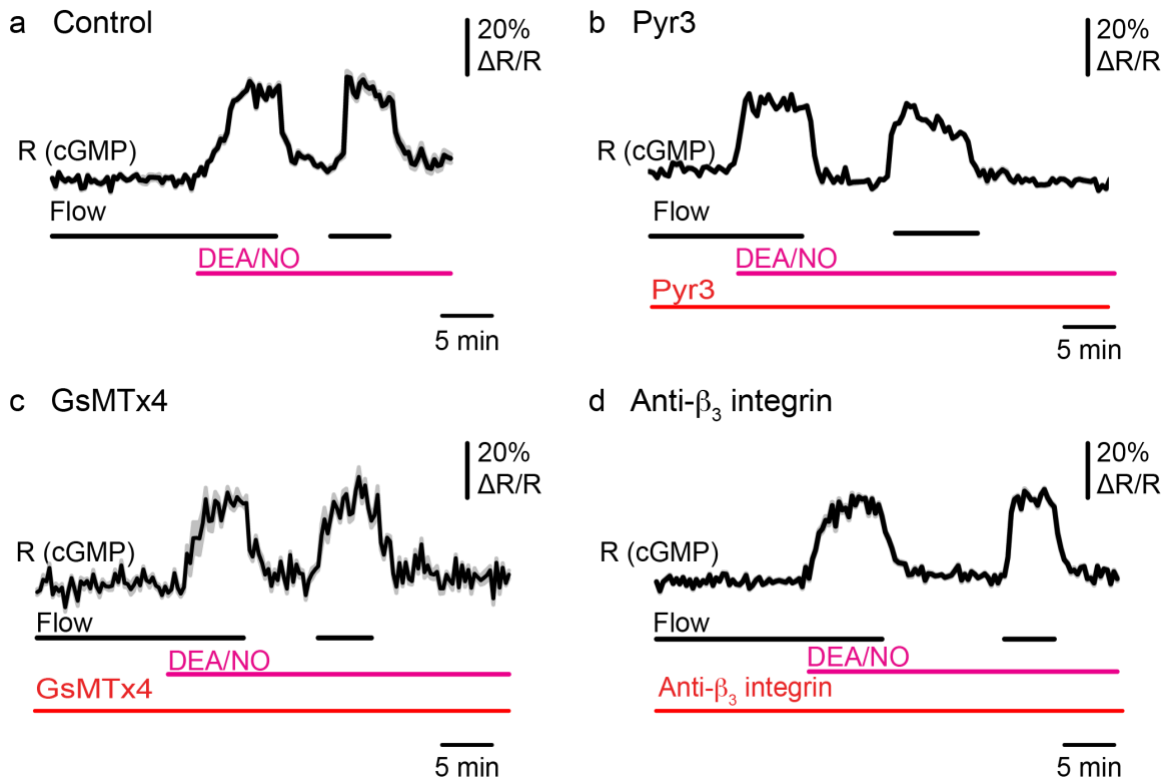 a Control
20%
ΔR/R
R (cGMP)
Flow
DEA/NO
5 min
b Pyr3
20%
ΔR/R
R (cGMP)
Flow
DEA/NO
Pyr3
5 min
c GsMTx4
20%
ΔR/R
R (cGMP)
Flow
DEA/NO
GsMTx4
5 min
d Anti-β₃ integrin
20%
ΔR/R
R (cGMP)
Flow
DEA/NO
Anti-β₃ integrin
5 min